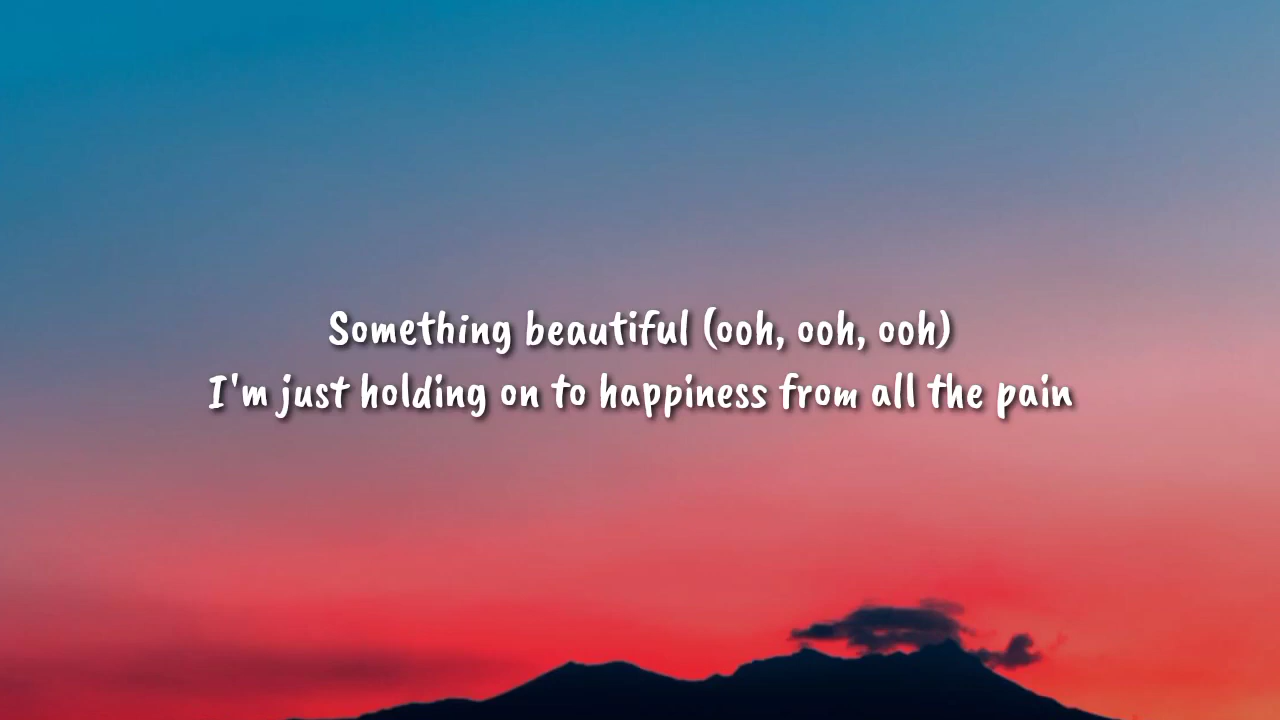 Something beautiful (ooh, ooh, ooh)
I'm just holding on to happiness from all the pain